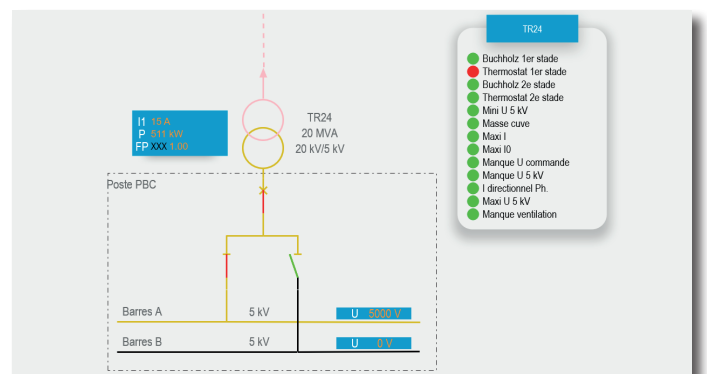 TR24
Buchholz 1er stade
Thermostat 1er stade
Buchholz 2e stade
Thermostat 2e stade
Mini U 5 kV
Masse cuve
Maxi I
Maxi I0
Manque U commande
Manque U 5 kV
I directionnel Ph.
Maxi U 5 kV
Manque ventilation
I1 15 A
P 511 kW
FP XXX 1.00
TR24
20 MVA
20 kV/5 kV
Poste PBC
Barres A 5 kV U 5000 V
Barres B 5 kV U 0 V